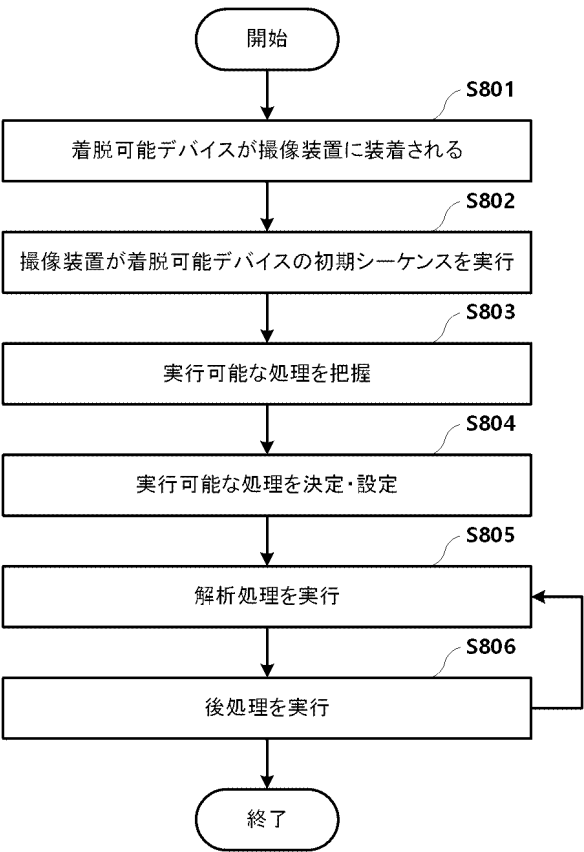 開始
S801
着脱可能デバイスが撮像装置に装着される
S802
撮像装置が着脱可能デバイスの初期シーケンスを実行
S803
実行可能な処理を把握
S804
実行可能な処理を決定・設定
S805
解析処理を実行
S806
後処理を実行
終了